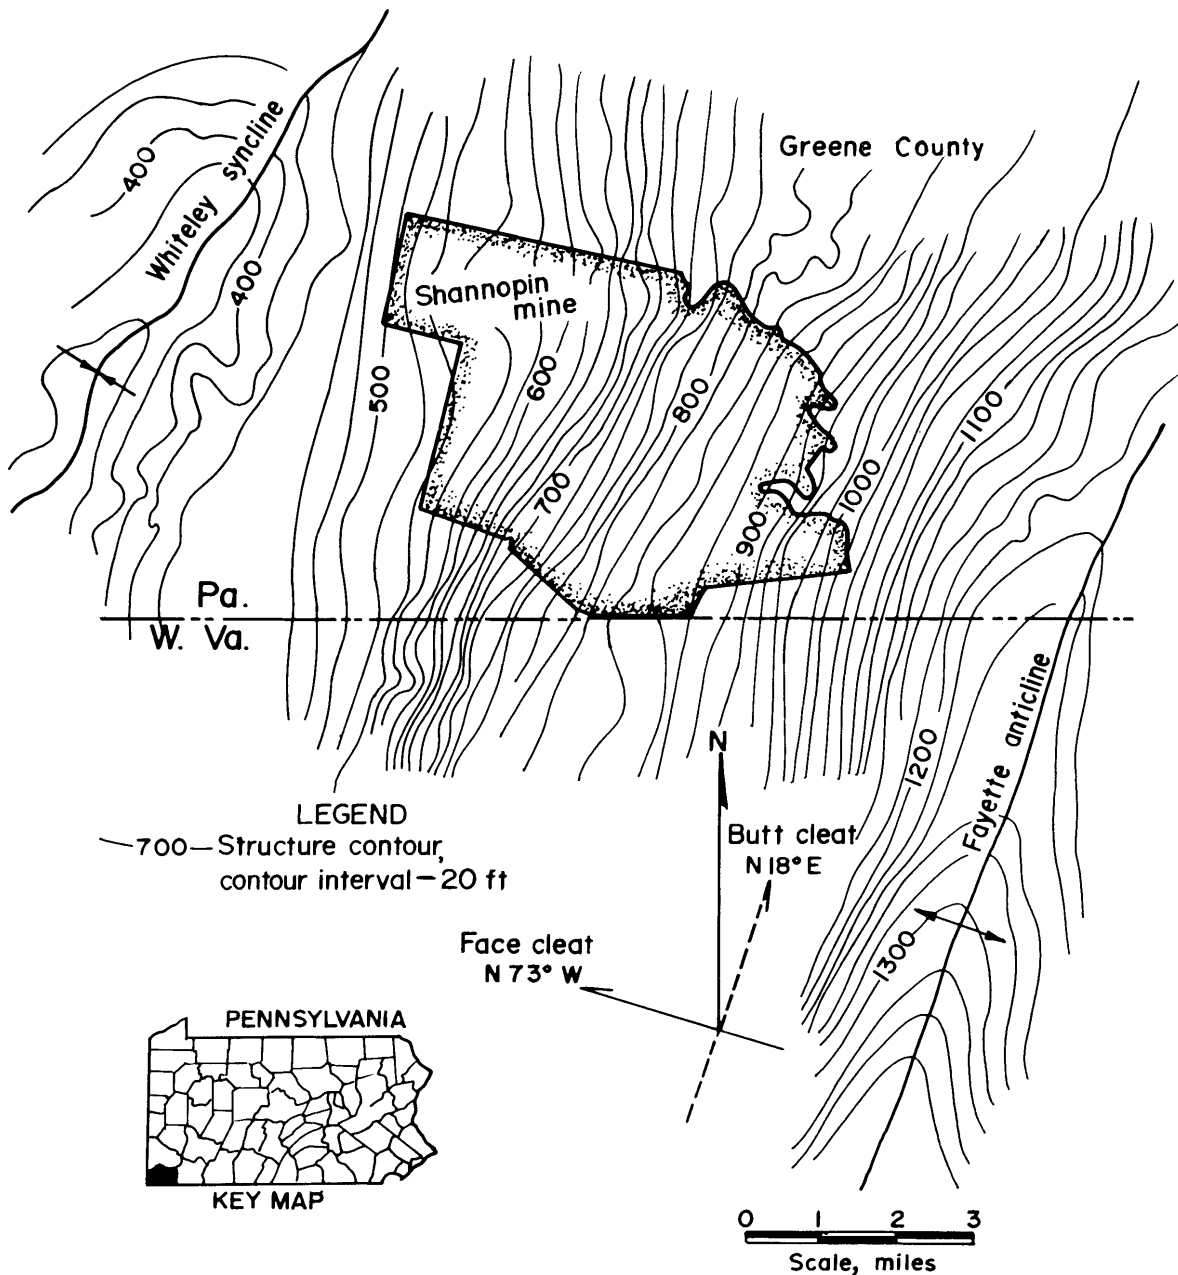 Greene County
400
Whiteley syncline
400
Shannopin
mine
500
600
700
800
900
1000
1100
Pa.
W. Va.
1200
1300
Fayette anticline
N
LEGEND
700 Structure contour,
contour interval – 20 ft
Butt cleat
N 18° E
Face cleat
N 73° W
PENNSYLVANIA
KEY MAP
0 1 2 3
Scale, miles